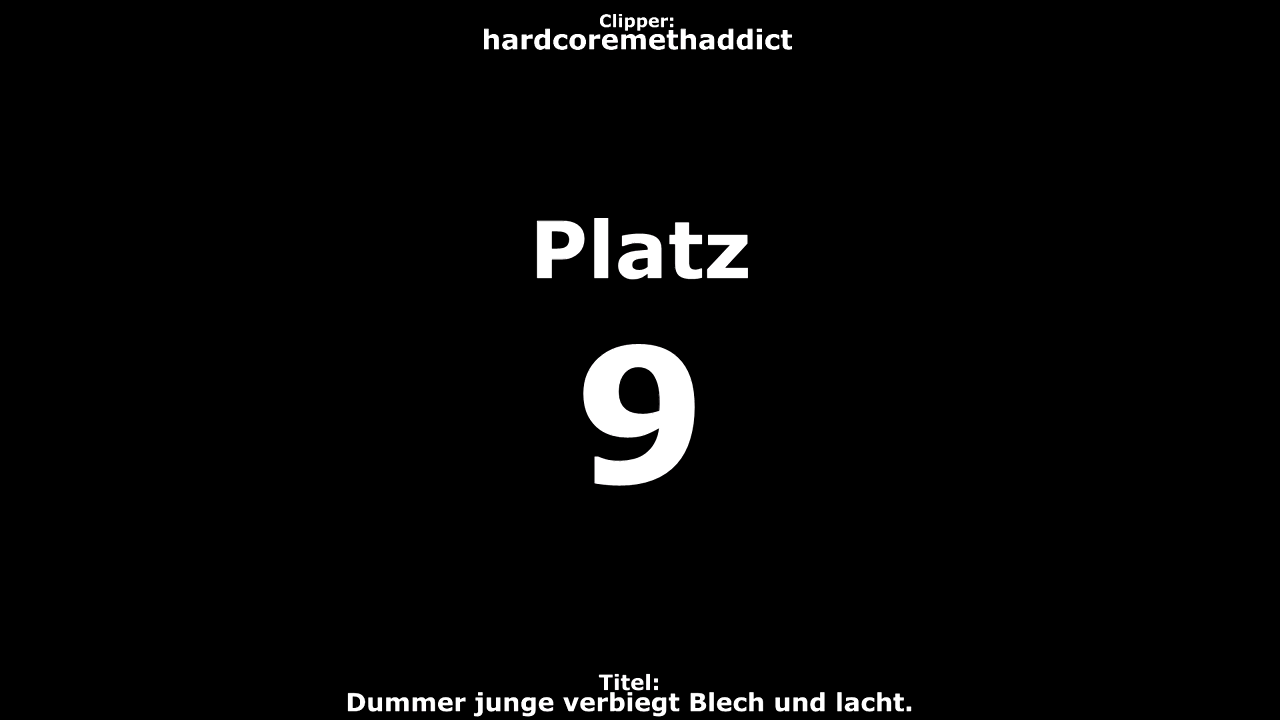 Clipper:
hardcoremethaddict
Platz
9
Titel:
Dummer junge verbiegt Blech und lacht.